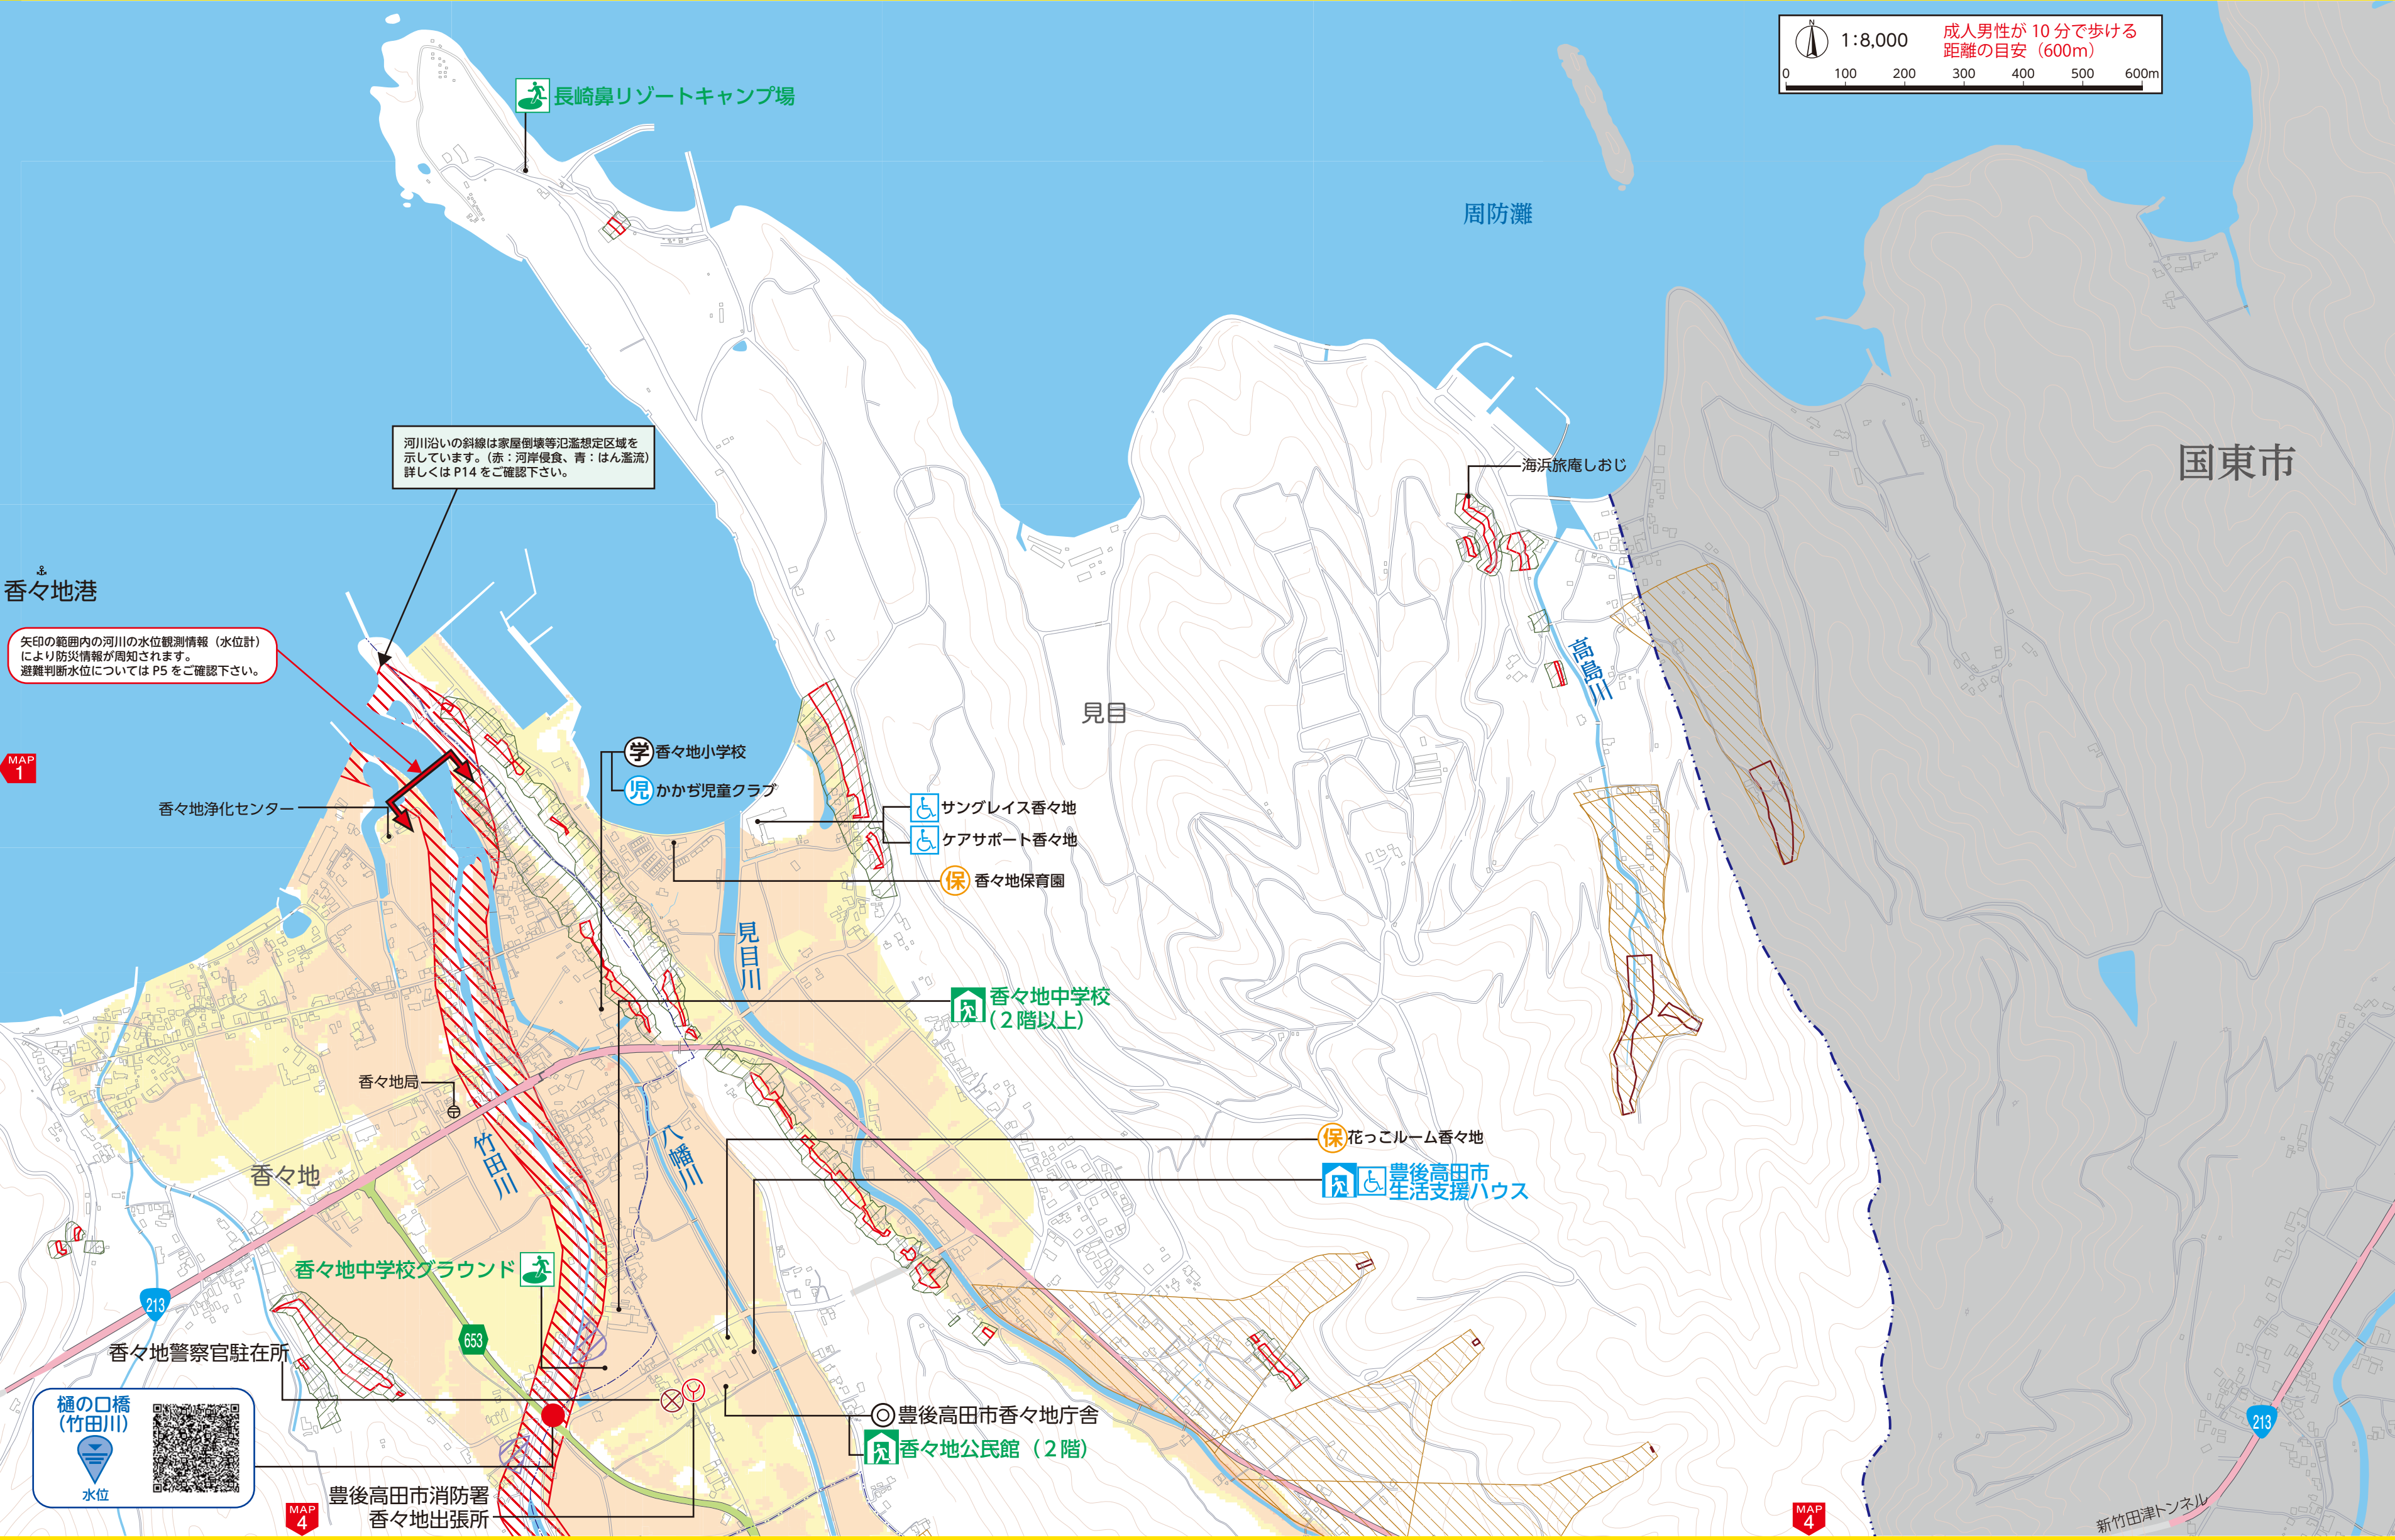 N
1:8,000
成人男性が 10 分で歩ける
距離の目安（600m）
0 100 200 300 400 500 600m
長崎鼻リゾートキャンプ場
周防灘
国東市
河川沿いの斜線は家屋倒壊等氾濫想定区域を
示しています。（赤：河岸侵食、青：はん濫流）
詳しくは P14 をご確認下さい。
海浜旅庵しおじ
香々地港
矢印の範囲内の河川の水位観測情報（水位計）
により防災情報が周知されます。
避難判断水位については P5 をご確認下さい。
高島川
見目
MAP
1
学 香々地小学校
児 かかぢ児童クラブ
香々地浄化センター
サングレイス香々地
ケアサポート香々地
保 香々地保育園
見目川
香々地中学校
（２階以上）
香々地局
竹田川
八幡川
保 花っこルーム香々地
豊後高田市
生活支援ハウス
香々地
香々地中学校グラウンド
213
653
香々地警察官駐在所
樋の口橋
（竹田川）
水位
豊後高田市香々地庁舎
香々地公民館（２階）
213
豊後高田市消防署
香々地出張所
MAP
4
MAP
4
新竹田津トンネル